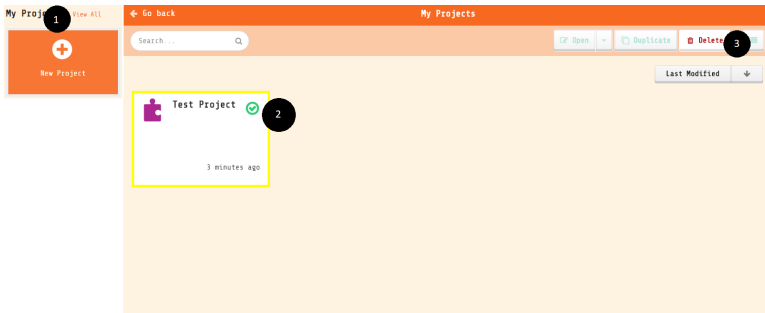 My Proj
1
View All
New Project
Go back
My Projects
Search...
Open
Duplicate
Delete
3
Last Modified
Test Project
2
3 minutes ago